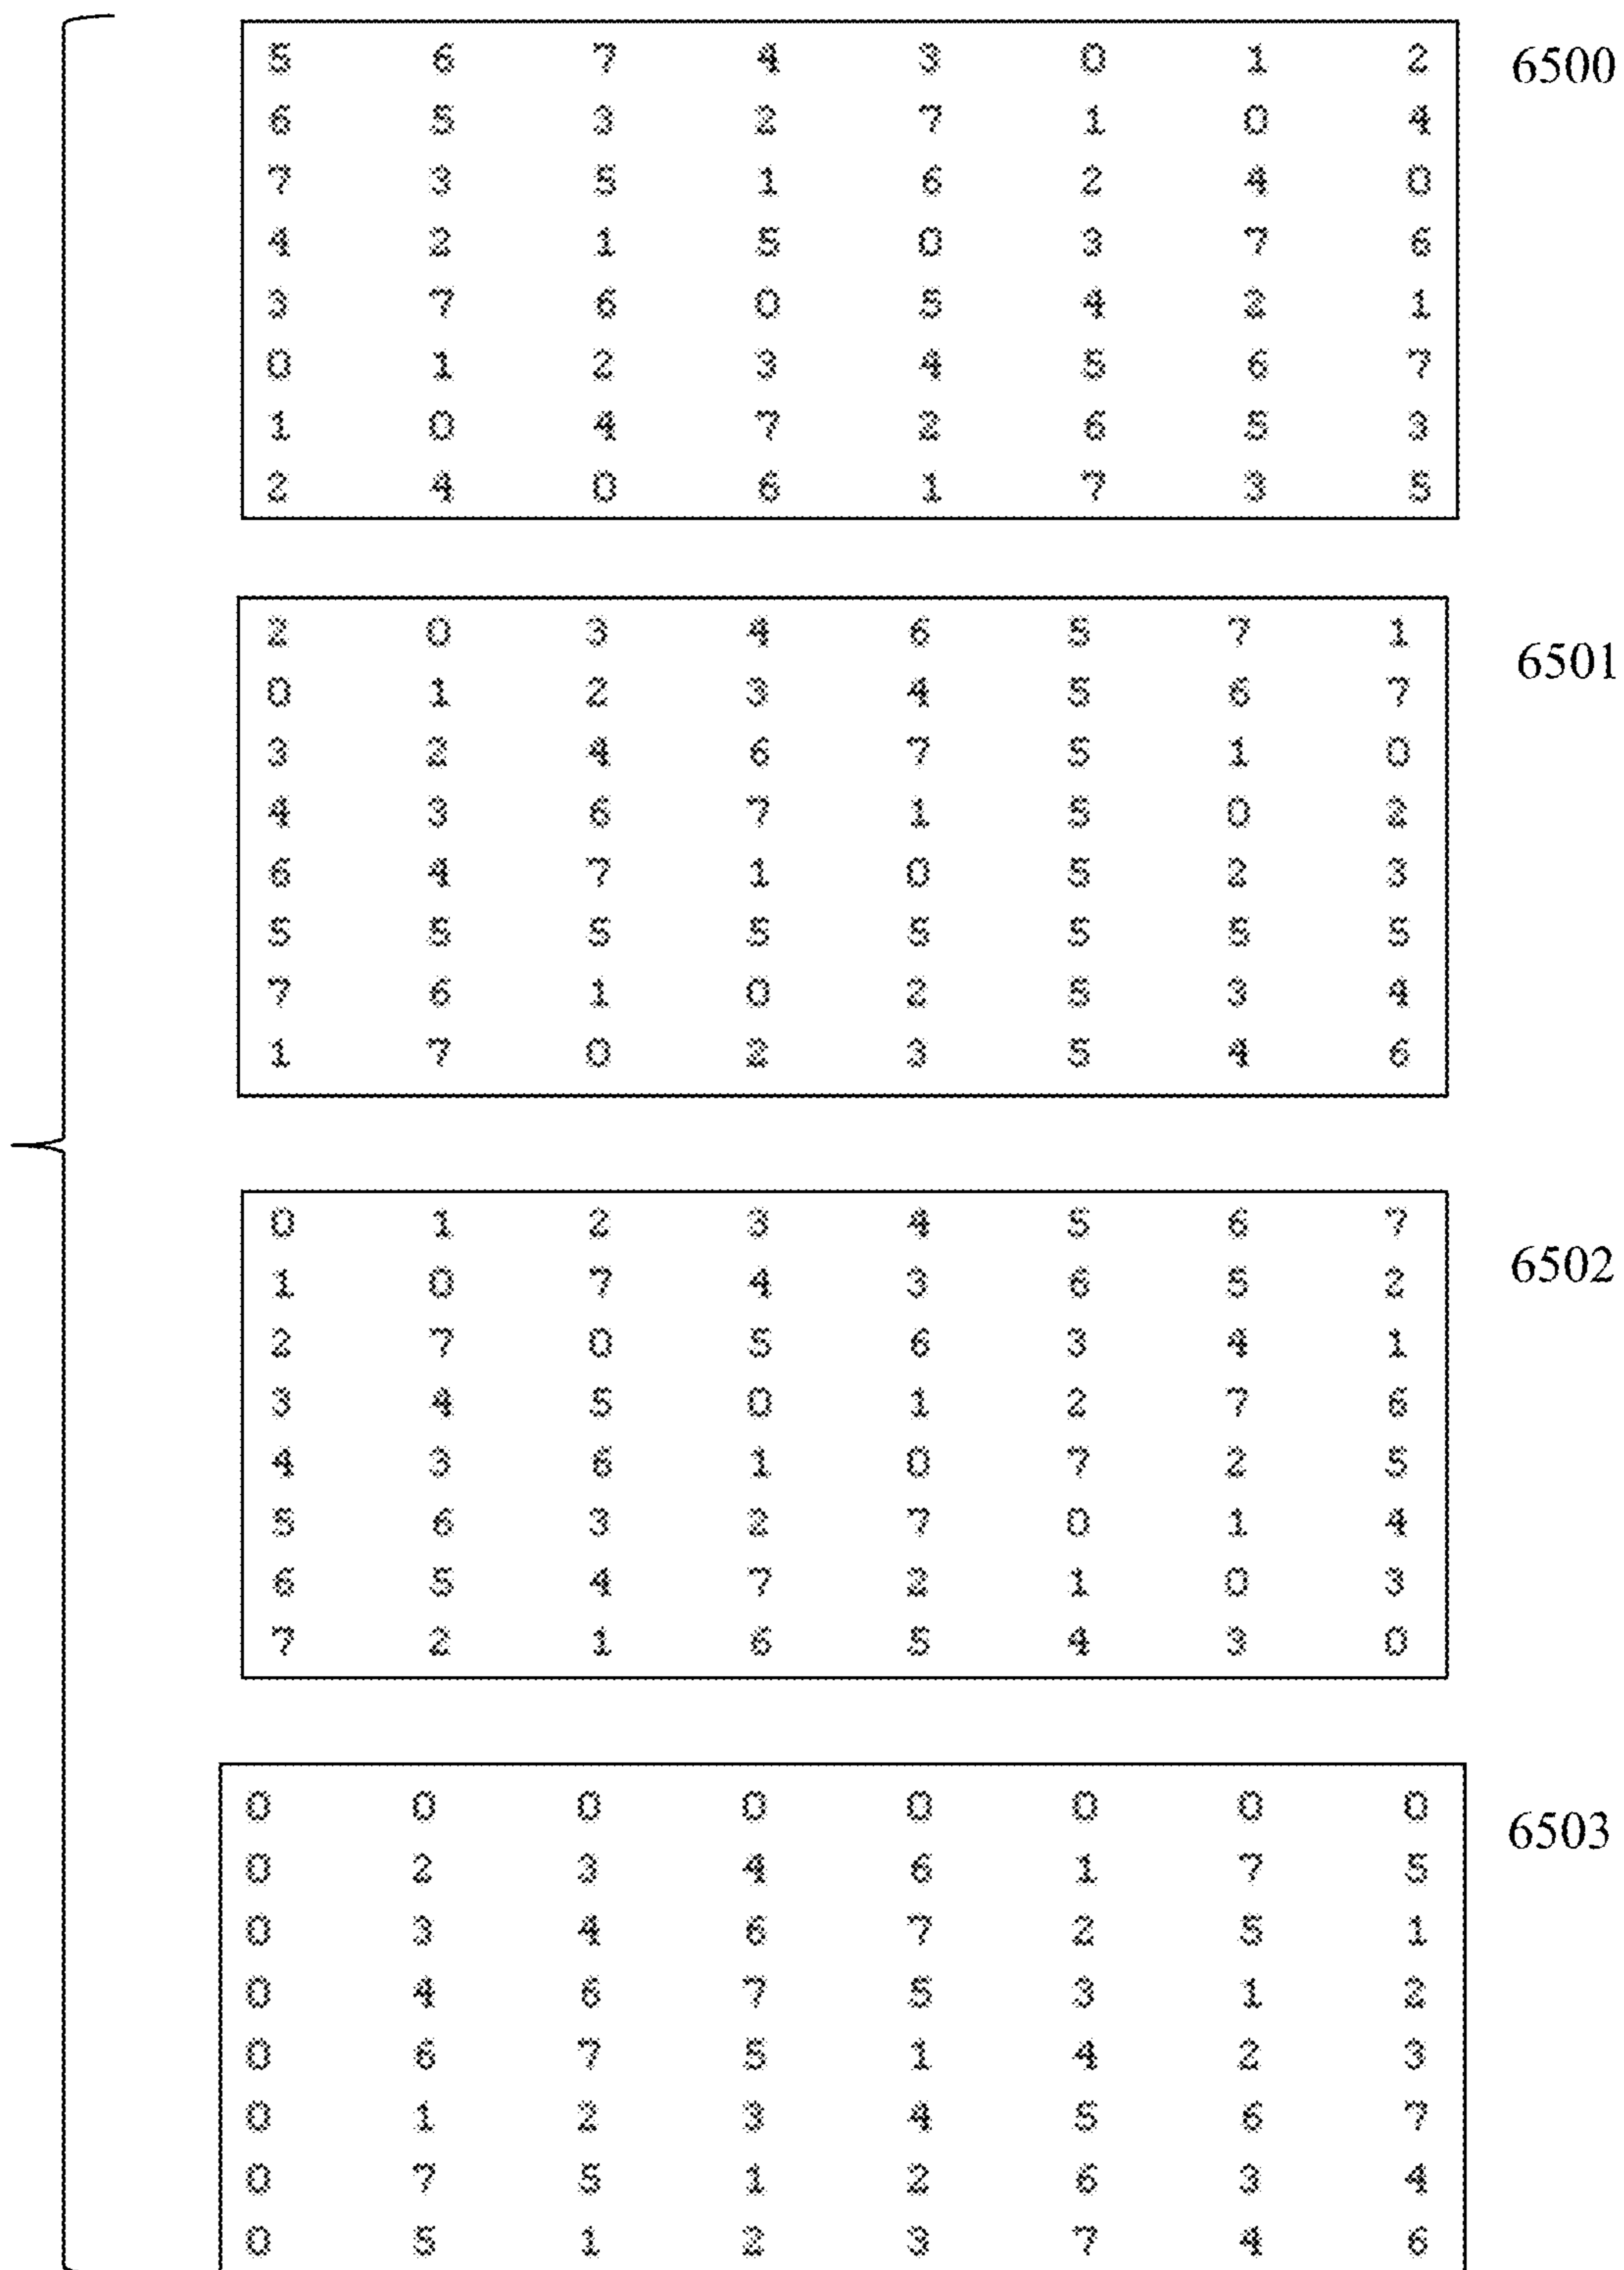 5 6 7 4 3 0 1 2
6500
6 5 3 2 7 1 0 4
7 3 5 1 6 2 4 0
4 2 1 5 0 3 7 6
3 7 6 0 5 4 2 1
0 1 2 3 4 5 6 7
1 0 4 7 2 6 5 3
2 4 0 6 1 7 3 5
2 0 3 4 6 5 7 1
6501
0 1 2 3 4 5 6 7
3 2 4 6 7 5 1 0
4 3 6 7 1 5 0 2
6 4 7 1 0 5 2 3
5 5 5 5 5 5 5 5
7 6 1 0 2 5 3 4
1 7 0 2 3 5 4 6
0 1 2 3 4 5 6 7
6502
1 0 7 4 3 6 5 2
2 7 0 5 6 3 4 1
3 4 5 0 1 2 7 6
4 3 6 1 0 7 2 5
5 6 3 2 7 0 1 4
6 5 4 7 2 1 0 3
7 2 1 6 5 4 3 0
0 0 0 0 0 0 0 0
6503
0 2 3 4 6 1 7 5
0 3 4 6 7 2 5 1
0 4 6 7 5 3 1 2
0 6 7 5 1 4 2 3
0 1 2 3 4 5 6 7
0 7 5 1 2 6 3 4
0 5 1 2 3 7 4 6